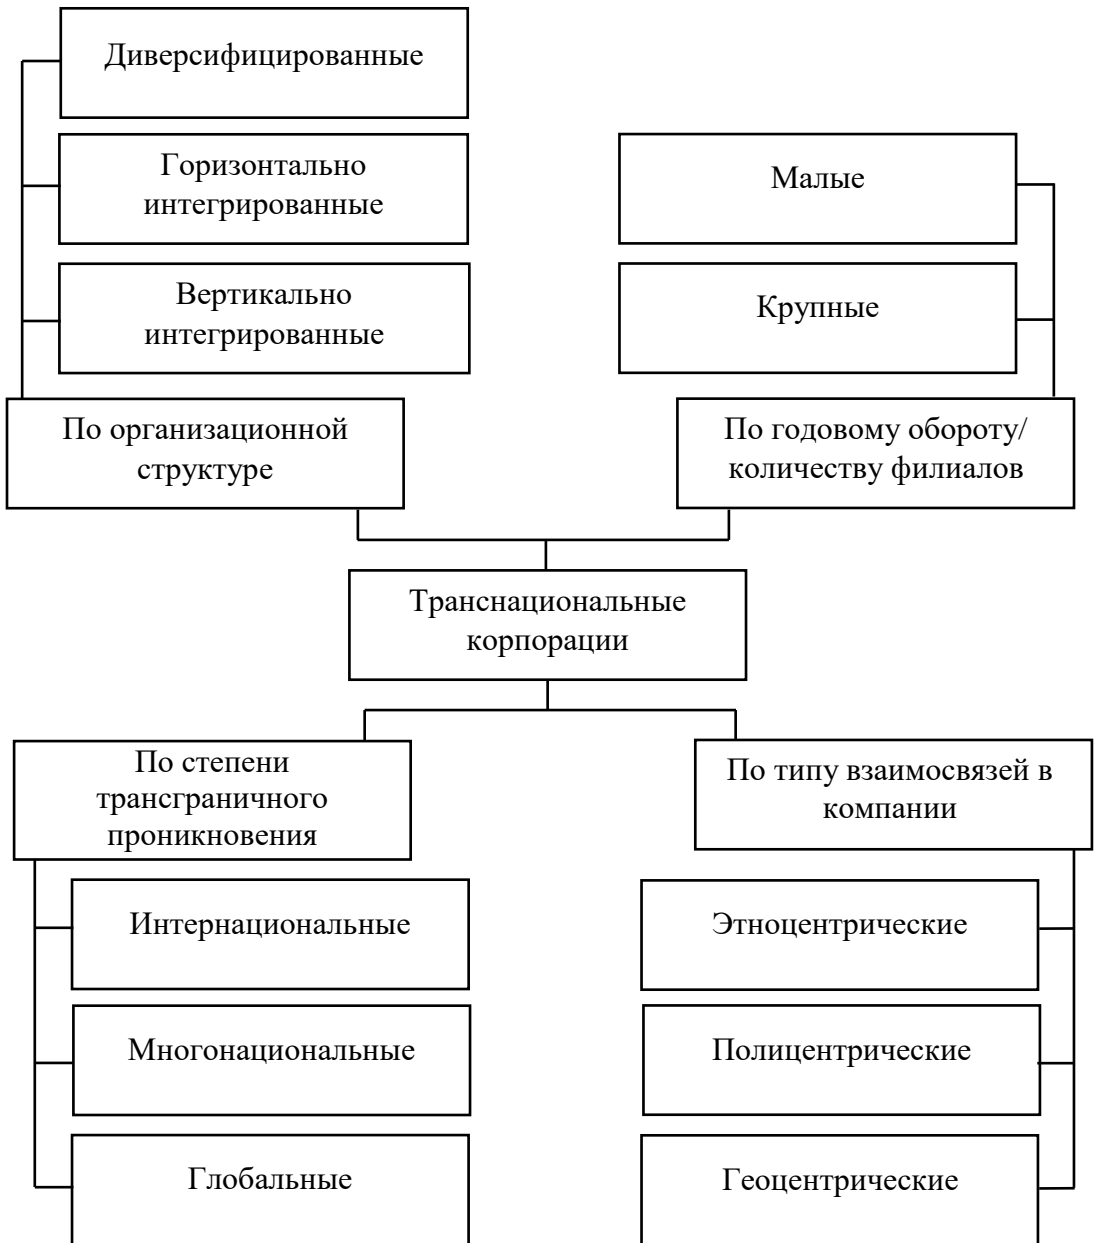 Диверсифицированные
Горизонтально
интегрированные
Вертикально
интегрированные
По организационной
структуре
Малые
Крупные
По годовому обороту/
количеству филиалов
Транснациональные
корпорации
По степени
трансграничного
проникновения
Интернациональные
Многонациональные
Глобальные
По типу взаимосвязей в
компании
Этноцентрические
Полицентрические
Геоцентрические